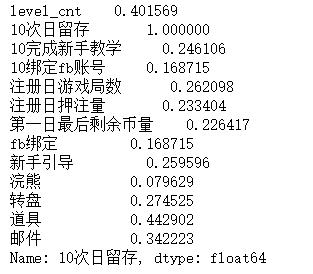 level_cnt 0.401569
10次日留存 1.000000
10完成新手教学 0.246106
10绑定fb账号 0.168715
注册日游戏局数 0.262098
注册日押注量 0.233404
第一日最后剩余币量 0.226417
fb绑定 0.168715
新手引导 0.259596
浣熊 0.079629
转盘 0.274525
道具 0.442902
邮件 0.342223
Name: 10次日留存, dtype: float64